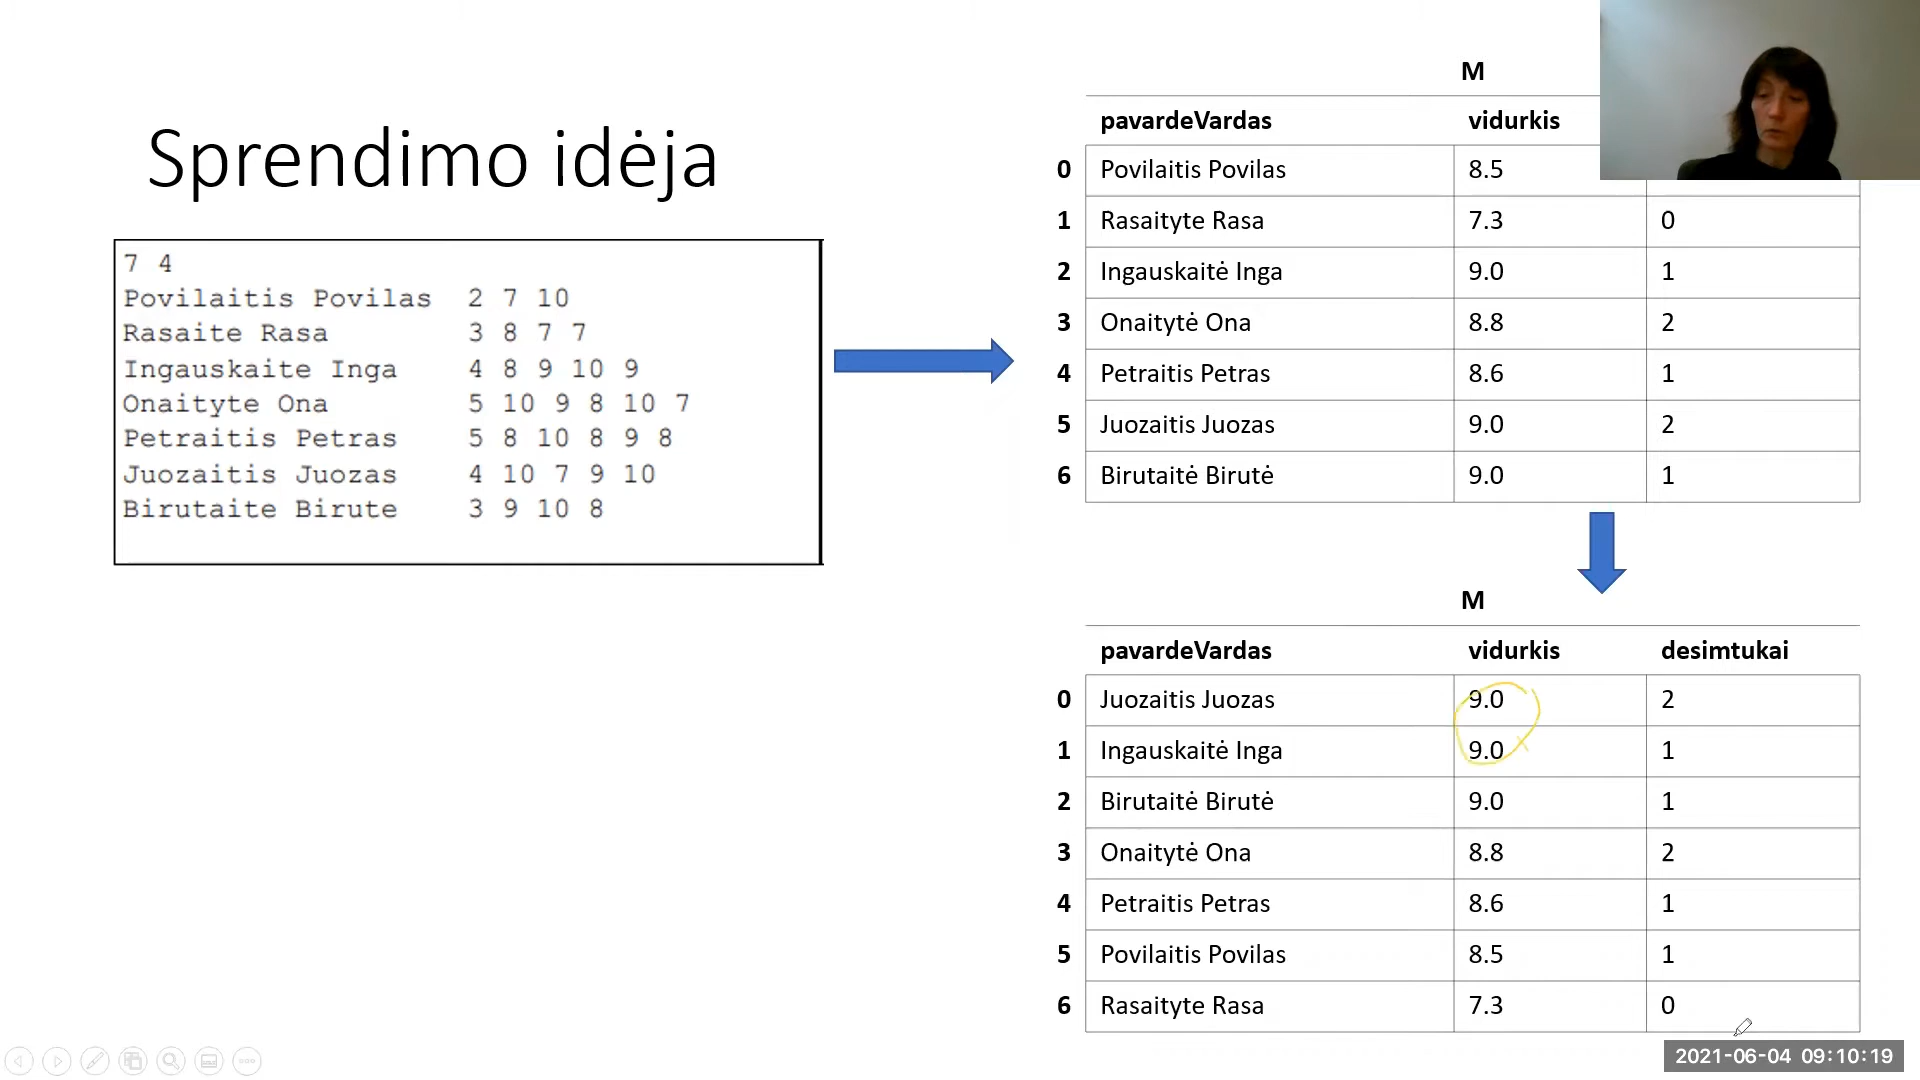 Sprendimo idėja
7 4
Povilaitis Povilas 2 7 10
Rasaite Rasa 3 8 7 7
Ingauskaite Inga 4 8 9 10 9
Onaityte Ona 5 10 9 8 10 7
Petraitis Petras 5 8 10 8 9 8
Juozaitis Juozas 4 10 7 9 10
Birutaite Birute 3 9 10 8
M
pavardeVardas vidurkis
0 Povilaitis Povilas 8.5
1 Rasaityte Rasa 7.3 0
2 Ingauskaitė Inga 9.0 1
3 Onaitytė Ona 8.8 2
4 Petraitis Petras 8.6 1
5 Juozaitis Juozas 9.0 2
6 Birutaitė Birutė 9.0 1
M
pavardeVardas vidurkis desimtukai
0 Juozaitis Juozas 9.0 2
1 Ingauskaitė Inga 9.0 1
2 Birutaitė Birutė 9.0 1
3 Onaitytė Ona 8.8 2
4 Petraitis Petras 8.6 1
5 Povilaitis Povilas 8.5 1
6 Rasaityte Rasa 7.3 0
2021-06-04 09:10:19